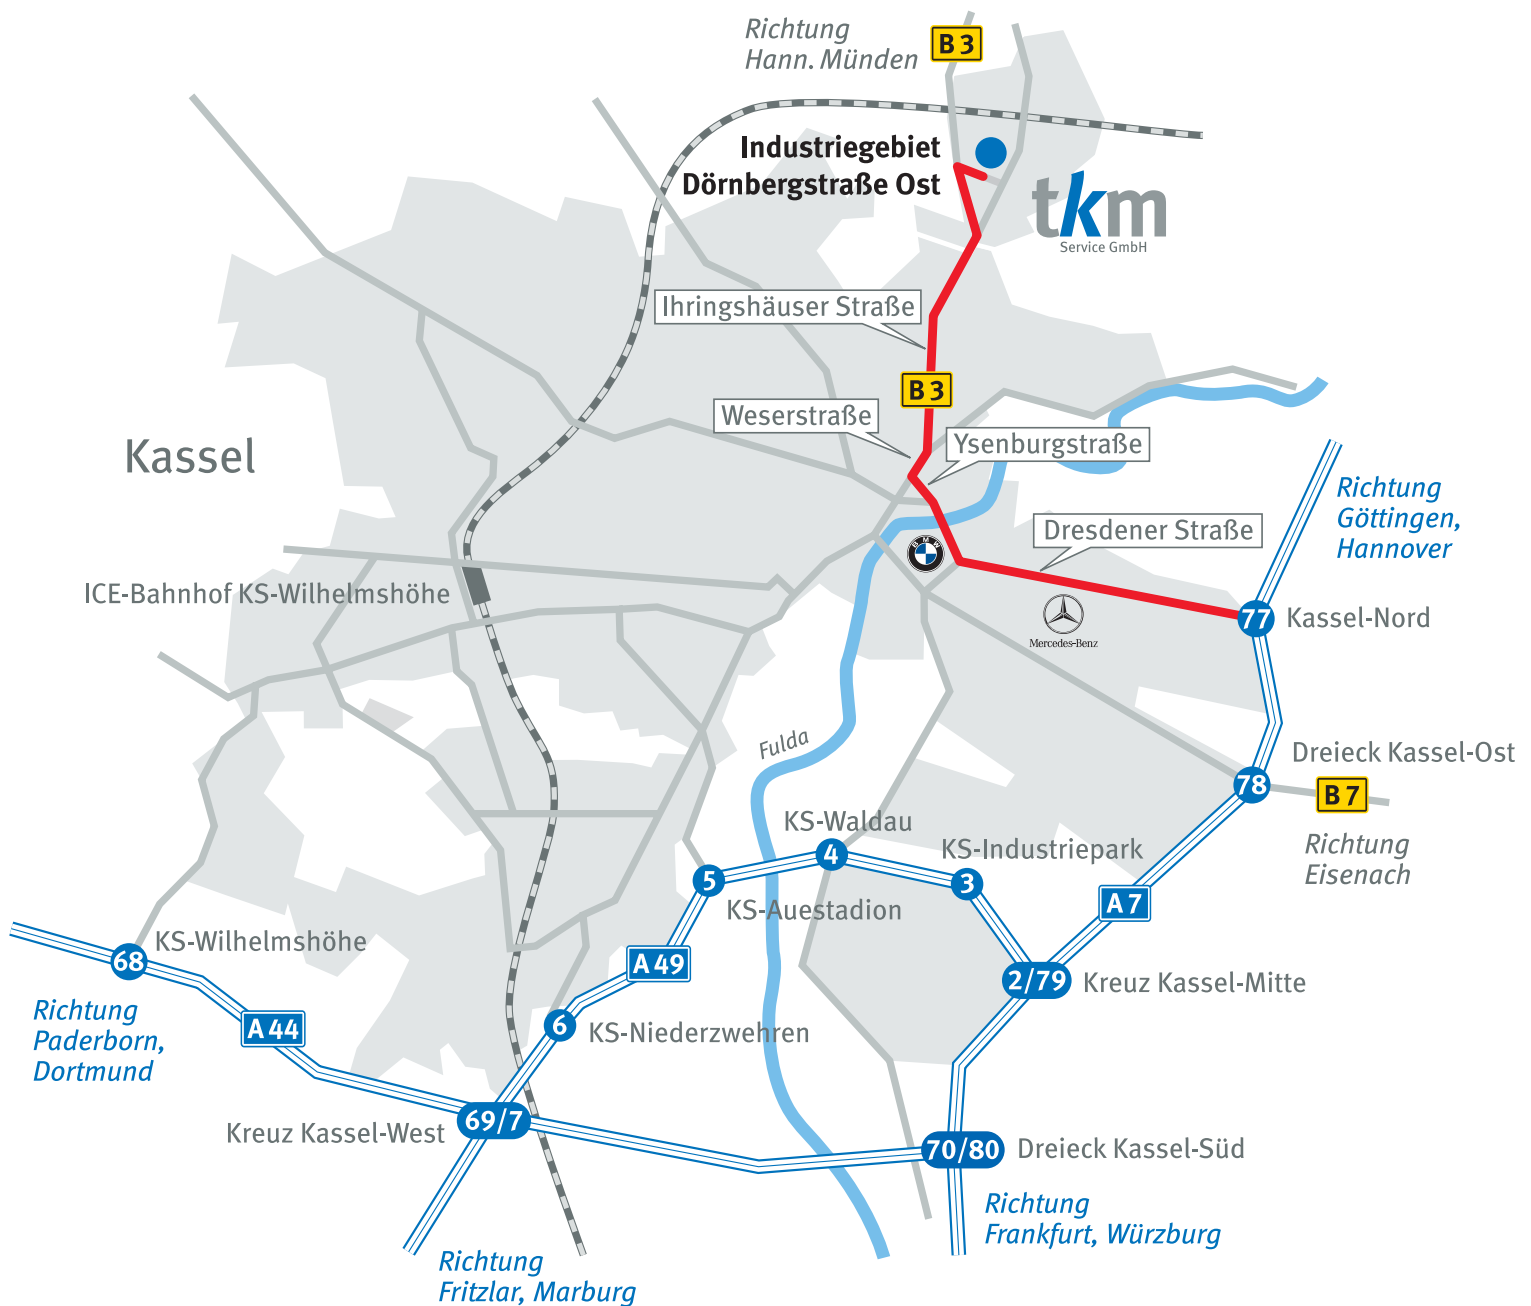 Richtung
Hann. Münden
B 3
Industriegebiet
Dörnbergstraße Ost
tkm
Service GmbH
Ihringshäuser Straße
B 3
Weserstraße
Ysenburgstraße
Kassel
Richtung
Göttingen,
Hannover
Dresdener Straße
BMW
ICE-Bahnhof KS-Wilhelmshöhe
Mercedes-Benz
77
Kassel-Nord
Fulda
Dreieck Kassel-Ost
78
B 7
KS-Waldau
4
KS-Industriepark
3
Richtung
Eisenach
5
KS-Auestadion
A 7
KS-Wilhelmshöhe
68
A 49
2/79
Kreuz Kassel-Mitte
Richtung
Paderborn,
Dortmund
A 44
6
KS-Niederzwehren
69/7
Kreuz Kassel-West
70/80
Dreieck Kassel-Süd
Richtung
Frankfurt, Würzburg
Richtung
Fritzlar, Marburg